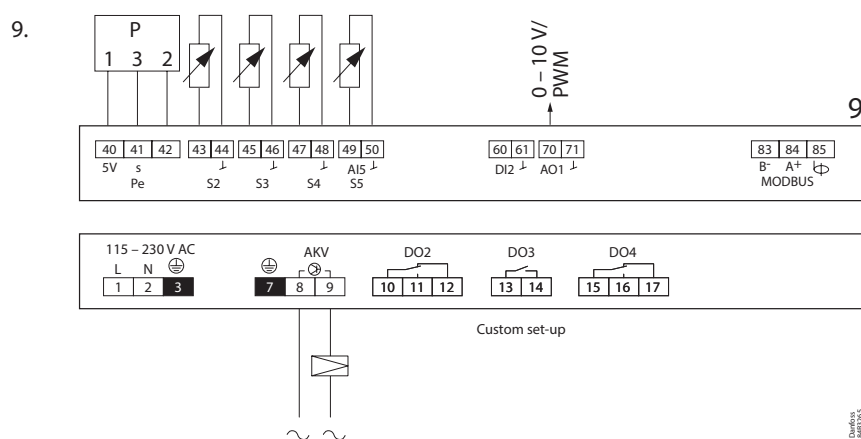 9.
P
1 3 2
0 – 10 V/
PWM
9
40 41 42 43 44 45 46 47 48 49 50 60 61 70 71 83 84 85
5V s AI5 DI2 AO1 B- A+
Pe S2 S3 S4 S5 MODBUS
115 – 230 V AC AKV DO2 DO3 DO4
L N
1 2 3 7 8 9 10 11 12 13 14 15 16 17
Custom set-up
Danfoss